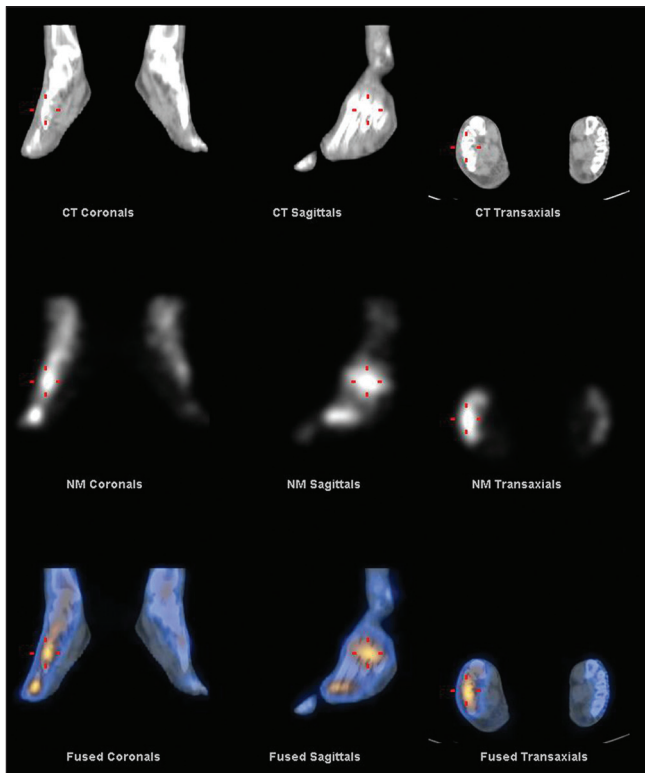 CT Coronals
CT Sagittals
CT Transaxials
NM Coronals
NM Sagittals
NM Transaxials
Fused Coronals
Fused Sagittals
Fused Transaxials